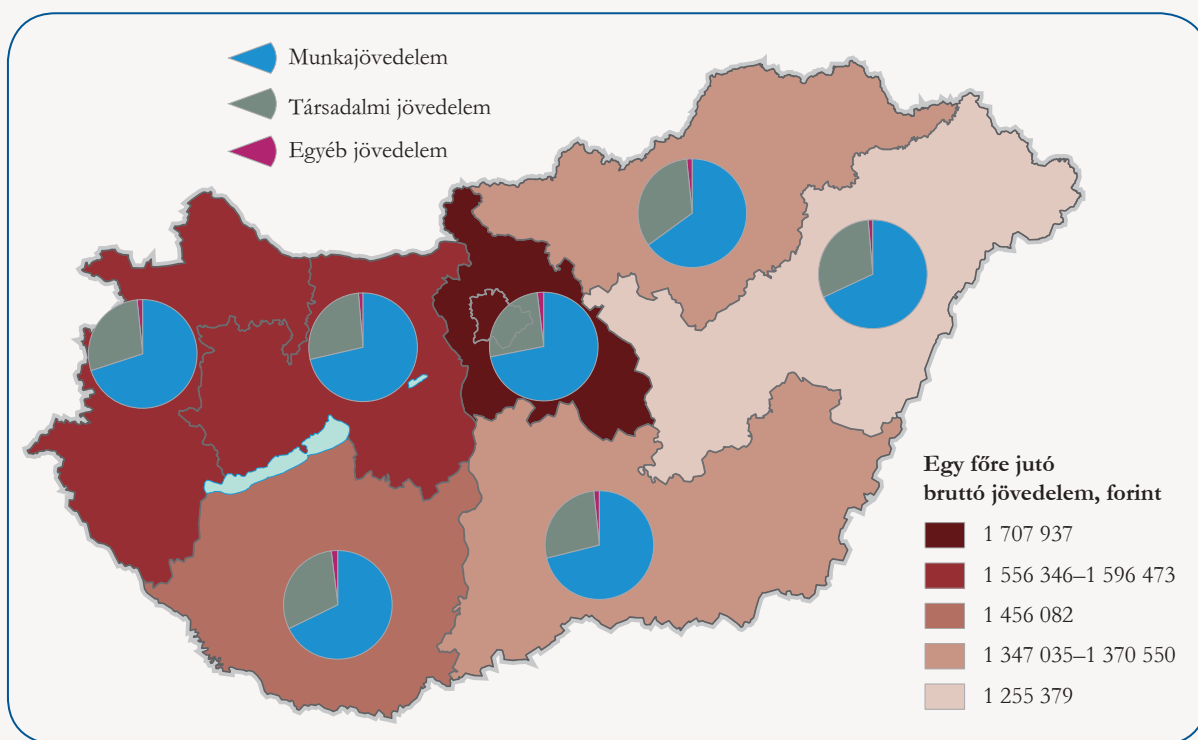 Munkajövedelem
Társadalmi jövedelem
Egyéb jövedelem
Egy főre jutó
bruttó jövedelem, forint
1 707 937
1 556 346–1 596 473
1 456 082
1 347 035–1 370 550
1 255 379